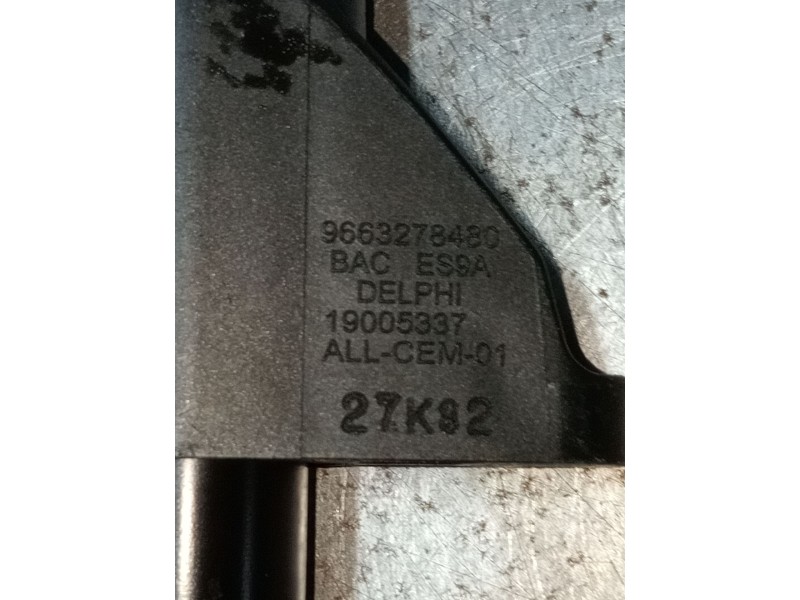 9663278480
BAC ES9A
DELPHI
19005337
ALL-CEM-01
27K92